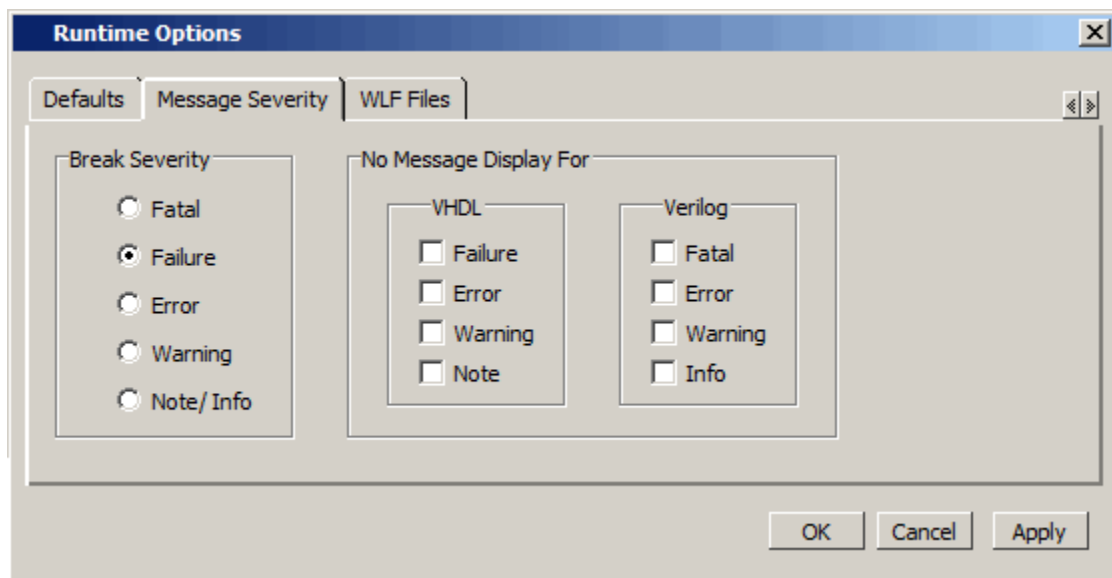 Runtime Options
Defaults
Message Severity
WLF Files
Break Severity
Fatal
Failure
Error
Warning
Note/ Info
No Message Display For
VHDL
Failure
Error
Warning
Note
Verilog
Fatal
Error
Warning
Info
OK
Cancel
Apply